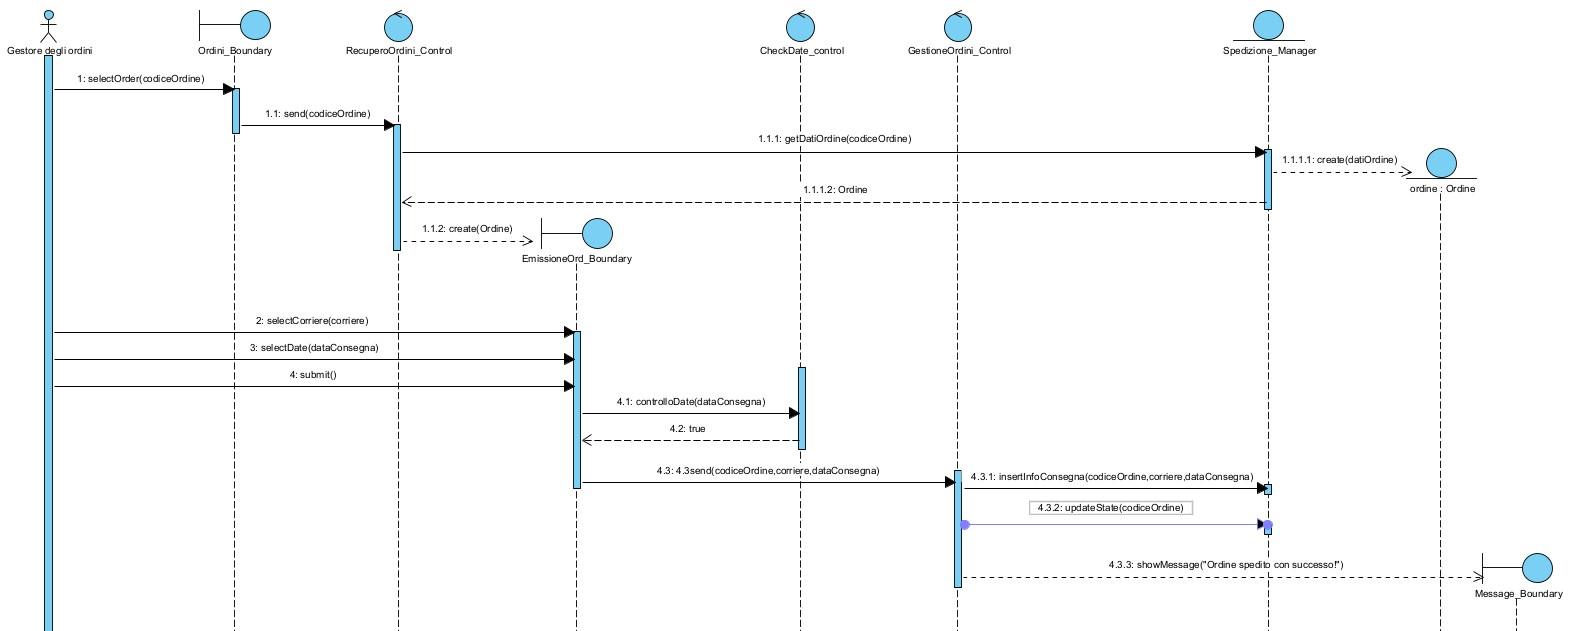 Gestore degli ordini
Ordini_Boundary
RecuperoOrdini_Control
CheckDate_control
GestioneOrdini_Control
Spedizione_Manager
1: selectOrder(codiceOrdine)
1.1: send(codiceOrdine)
1.1.1: getDatiOrdine(codiceOrdine)
1.1.1.1: create(datiOrdine)
ordine : Ordine
1.1.1.2: Ordine
1.1.2: create(Ordine)
EmissioneOrd_Boundary
2: selectCorriere(corriere)
3: selectDate(dataConsegna)
4: submit()
4.1: controlloDate(dataConsegna)
4.2: true
4.3: 4.3send(codiceOrdine,corriere,dataConsegna)
4.3.1: insertInfoConsegna(codiceOrdine,corriere,dataConsegna)
4.3.2: updateState(codiceOrdine)
4.3.3: showMessage("Ordine spedito con successo!")
Message_Boundary